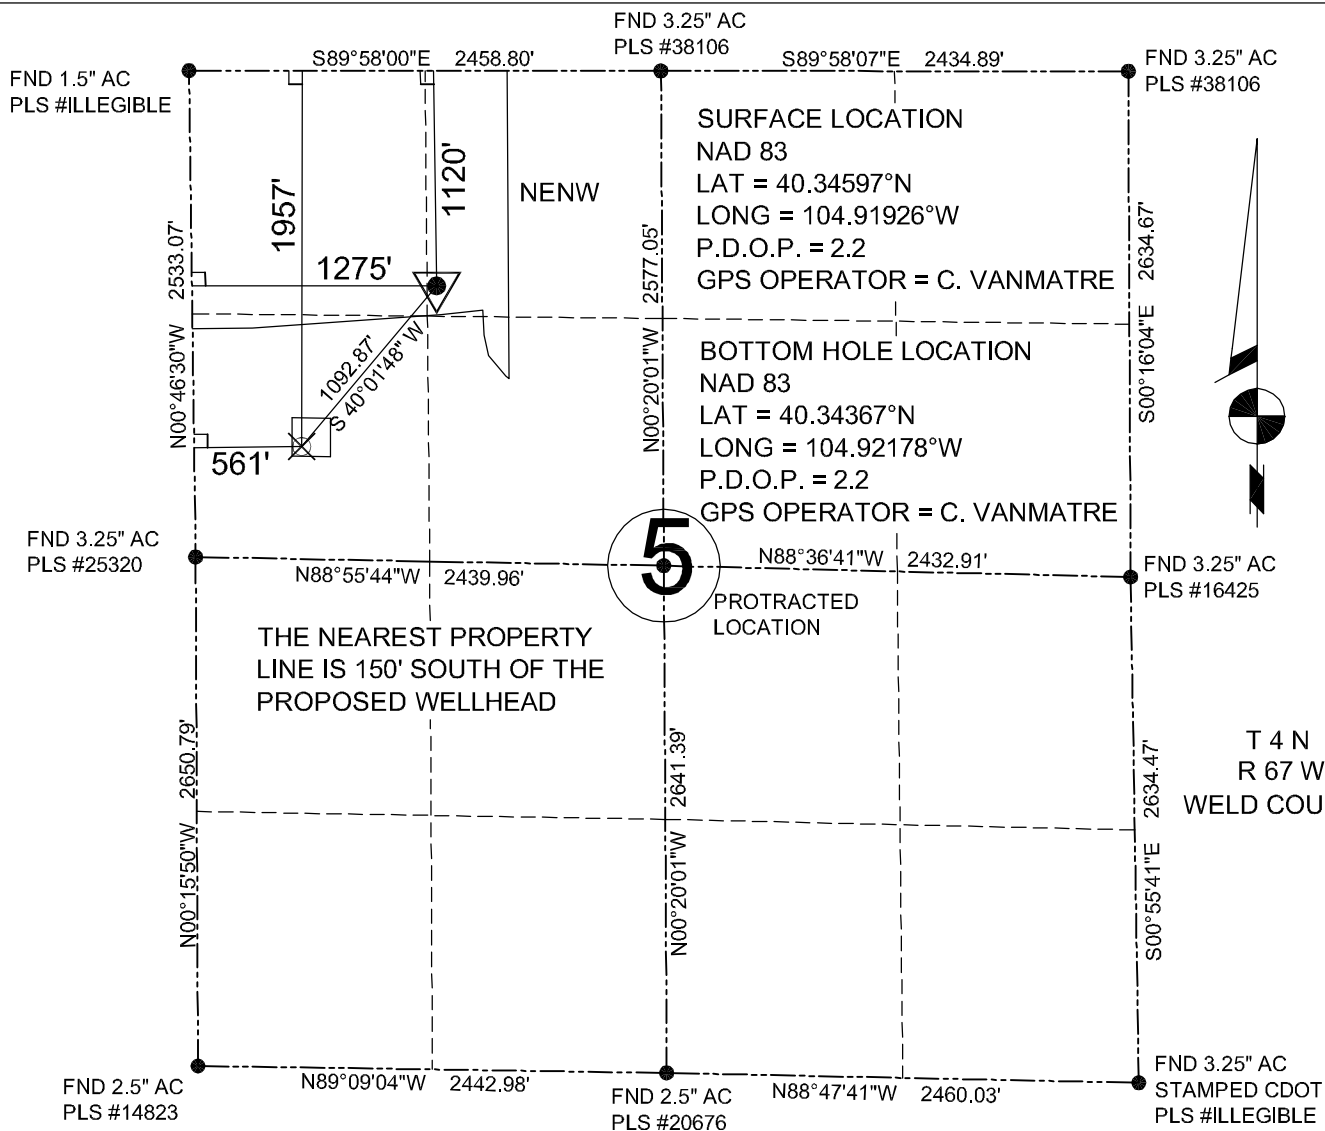 FND 3.25" AC
PLS #38106
FND 1.5" AC
PLS #ILLEGIBLE
S89°58'00"E 2458.80'
S89°58'07"E 2434.89'
FND 3.25" AC
PLS #38106
SURFACE LOCATION
NAD 83
LAT = 40.34597°N
LONG = 104.91926°W
P.D.O.P. = 2.2
GPS OPERATOR = C. VANMATRE
1957'
1120'
NENW
1275'
N00°46'30"W 2533.07'
N00°20'01"W 2577.05'
S00°16'04"E 2634.67'
1092.87'
S 40°01'48" W
561'
BOTTOM HOLE LOCATION
NAD 83
LAT = 40.34367°N
LONG = 104.92178°W
P.D.O.P. = 2.2
GPS OPERATOR = C. VANMATRE
FND 3.25" AC
PLS #25320
N88°55'44"W 2439.96'
5
N88°36'41"W 2432.91'
FND 3.25" AC
PLS #16425
PROTRACTED
LOCATION
THE NEAREST PROPERTY
LINE IS 150' SOUTH OF THE
PROPOSED WELLHEAD
N00°15'50"W 2650.79'
N00°20'01"W 2641.39'
S00°55'41"E 2634.47'
T 4 N
R 67 W
WELD COU
FND 2.5" AC
PLS #14823
N89°09'04"W 2442.98'
FND 2.5" AC
PLS #20676
N88°47'41"W 2460.03'
FND 3.25" AC
STAMPED CDOT
PLS #ILLEGIBLE